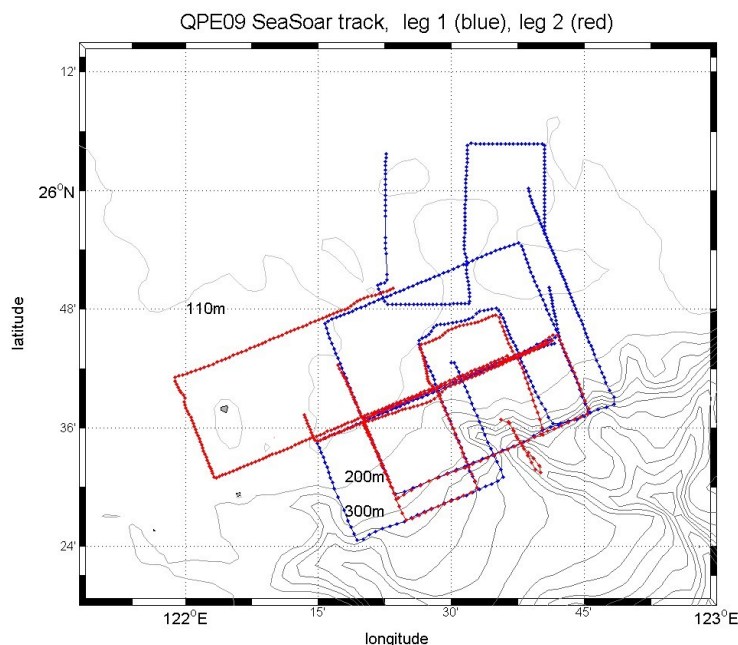 QPE09 SeaSoar track, leg 1 (blue), leg 2 (red)
12'
26°N
48'
110m
latitude
36'
200m
300m
24'
122°E
15'
30'
45'
123°E
longitude